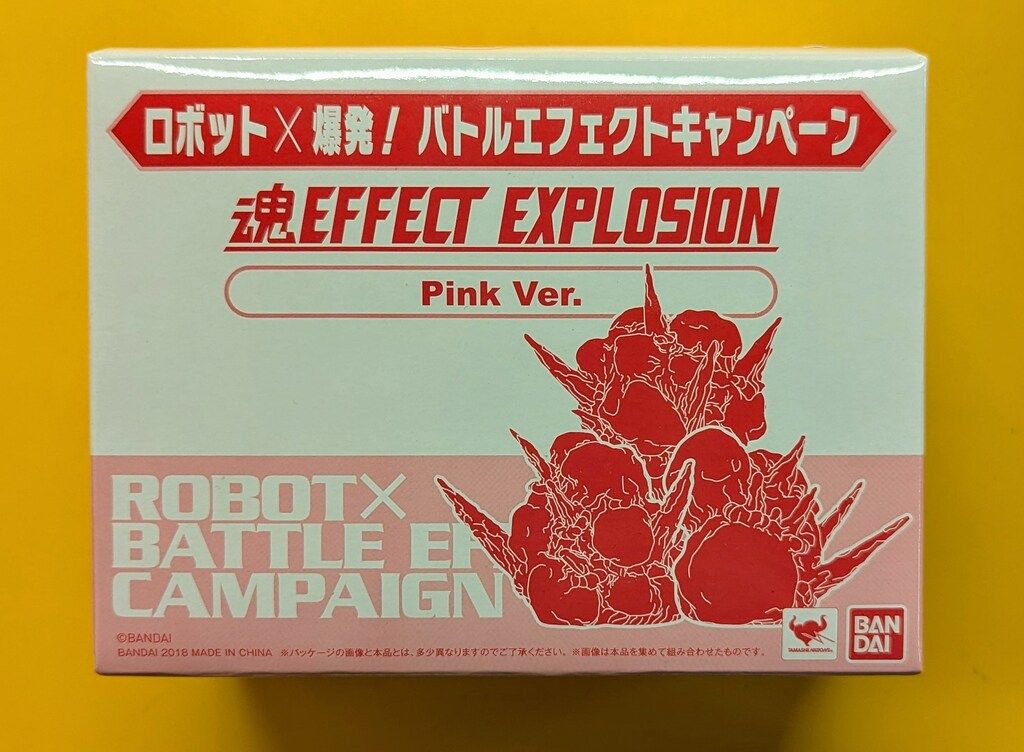 ロボット×爆発！バトルエフェクトキャンペーン
魂EFFECT EXPLOSION
Pink Ver.
ROBOT×
BATTLE EF
CAMPAIGN
©BANDAI
BANDAI 2018 MADE IN CHINA ※パッケージの画像と本品とは、多少異なりますのでご了承ください。※画像は本品を集めて組み合わせたものです。
TAMASHII NATIONS
BAN
DAI